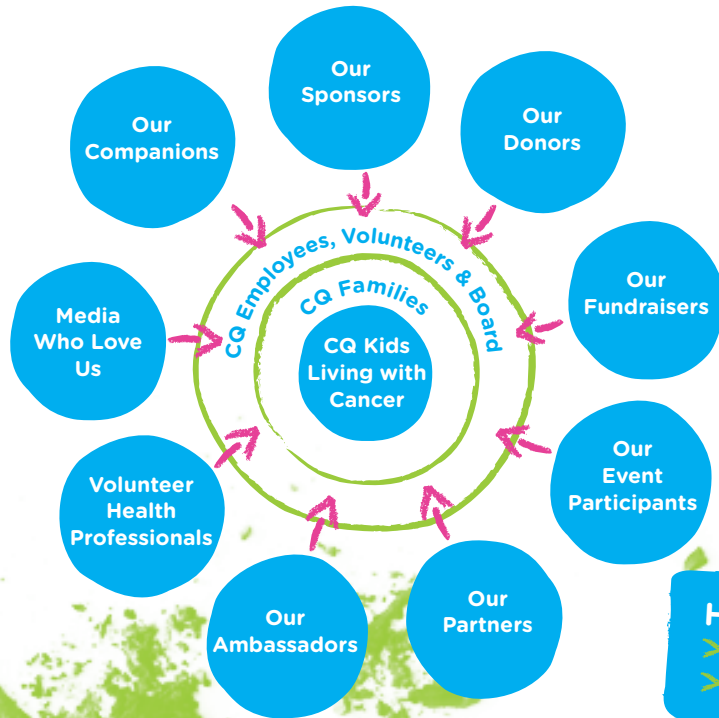 Our
Sponsors
Our
Companions
Our
Donors
CQ Employees, Volunteers & Board
CQ Families
CQ Kids
Living with
Cancer
Media
Who Love
Us
Our
Fundraisers
Volunteer
Health
Professionals
Our
Event
Participants
Our
Ambassadors
Our
Partners